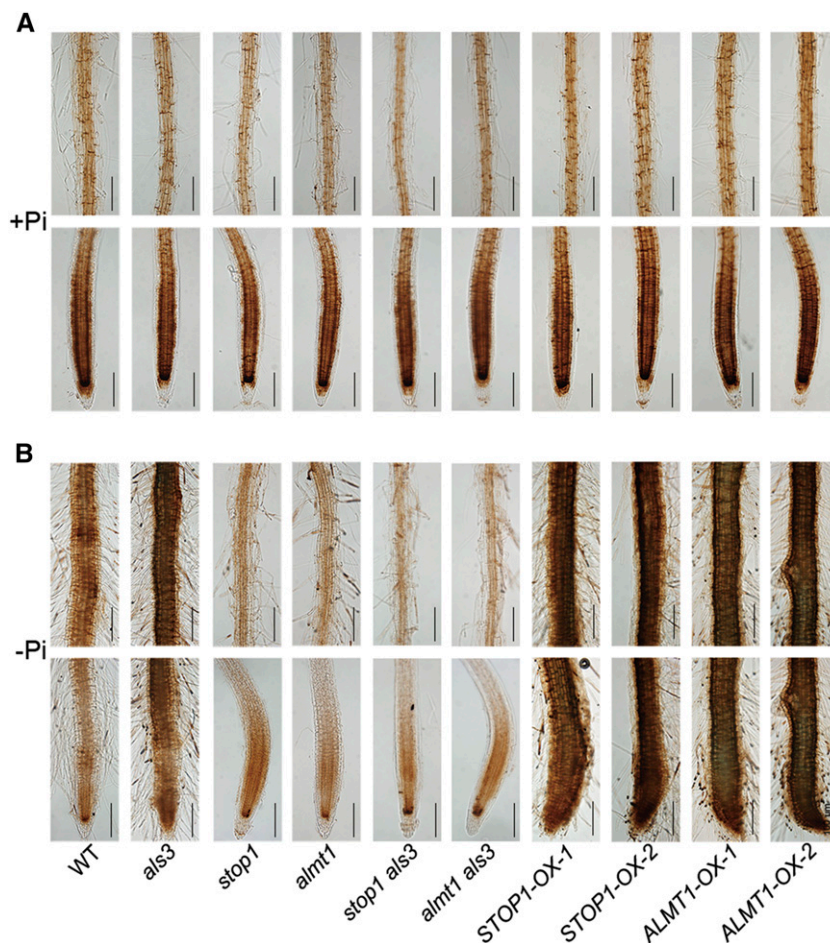 A
+Pi
B
-Pi
WT
als3
stop1
almt1
stop1 als3
almt1 als3
STOP1-OX-1
STOP1-OX-2
ALMT1-OX-1
ALMT1-OX-2